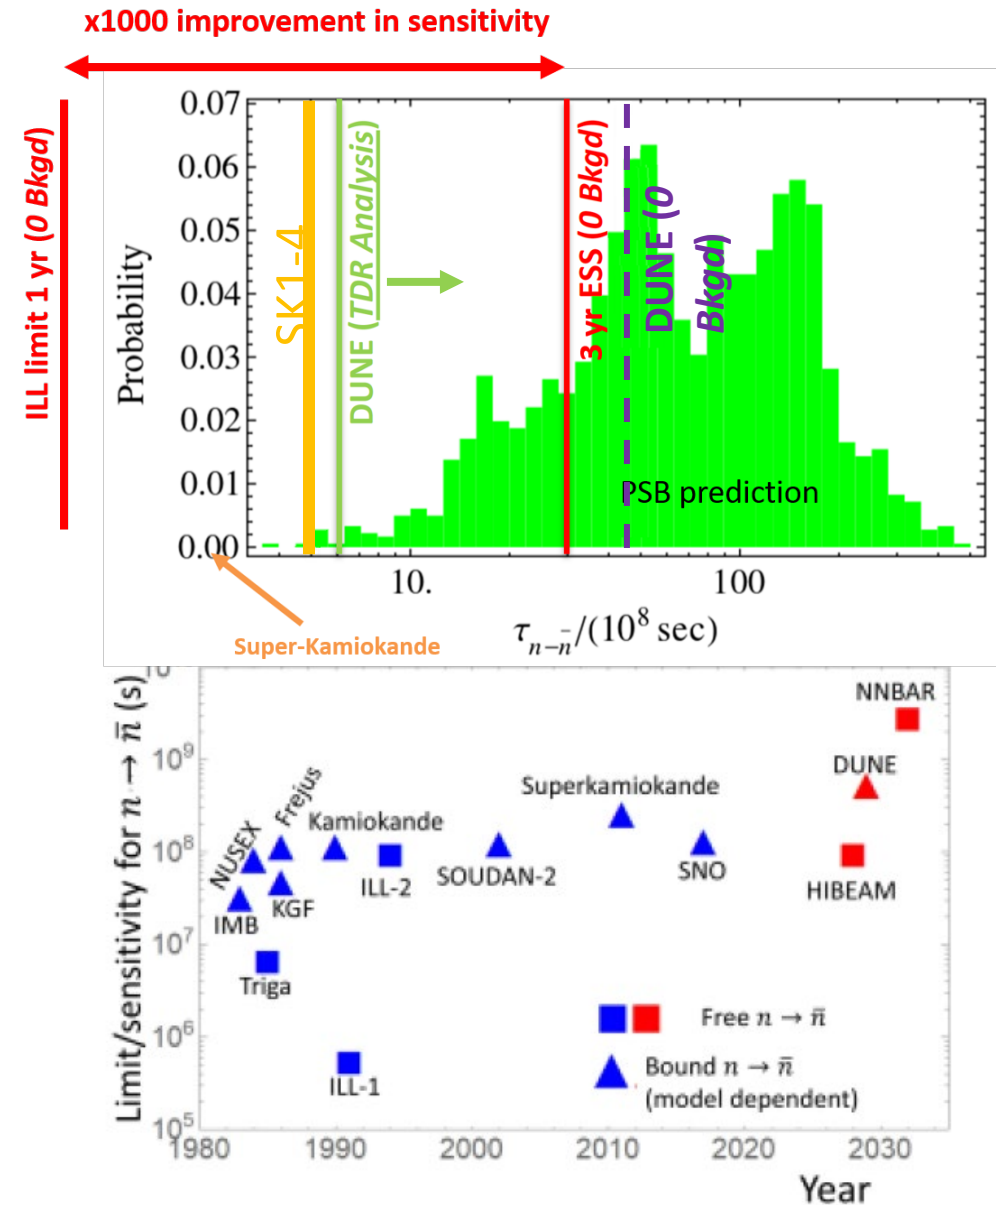 x1000 improvement in sensitivity
ILL limit 1 yr (0 Bkgd)
Probability
0.07
0.06
0.05
0.04
0.03
0.02
0.01
0.00
SK1-4
DUNE (TDR Analysis)
3 yr ESS (0 Bkgd)
DUNE (0
Bkgd)
PSB prediction
10.
100
τn−n̄/(10⁸ sec)
Super-Kamiokande
Limit/sensitivity for n → n̄ (s)
10⁹
10⁸
10⁷
10⁶
10⁵
NNBAR
DUNE
HIBEAM
Superkamiokande
SNO
SOUDAN-2
Frejus
NUSEX
Kamiokande
ILL-2
KGF
IMB
Triga
ILL-1
Free n → n̄
Bound n → n̄
(model dependent)
1980
1990
2000
2010
2020
2030
Year